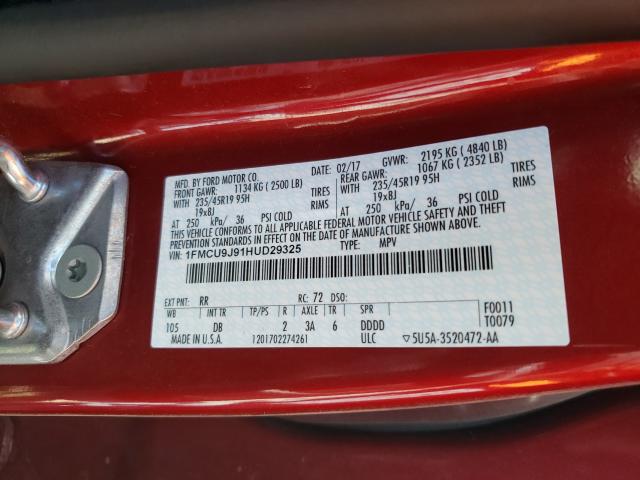 MFD. BY FORD MOTOR CO. 02/17 GVWR: 2195 KG ( 4840 LB)
FRONT GAWR: 1134 KG ( 2500 LB) REAR GAWR: 1067 KG ( 2352 LB)
WITH 235/45R19 95H TIRES WITH 235/45R19 95H TIRES
19x8J RIMS 19x8J RIMS
AT 250 kPa/ 36 PSI COLD AT 250 kPa/ 36 PSI COLD
THIS VEHICLE CONFORMS TO ALL APPLICABLE FEDERAL MOTOR VEHICLE SAFETY AND THEFT
PREVENTION STANDARDS IN EFFECT ON THE DATE OF MANUFACTURE SHOWN ABOVE.
VIN: 1FMCU9J91HUD29325 TYPE: MPV
EXT PNT: RR RC: 72 DSO:
WB TP/PS R AXLE TR SPR F0011
105 DB 2 3A 6 DDDD T0079
MADE IN U.S.A. 1201702274261 ULC ▽5U5A-3520472-AA